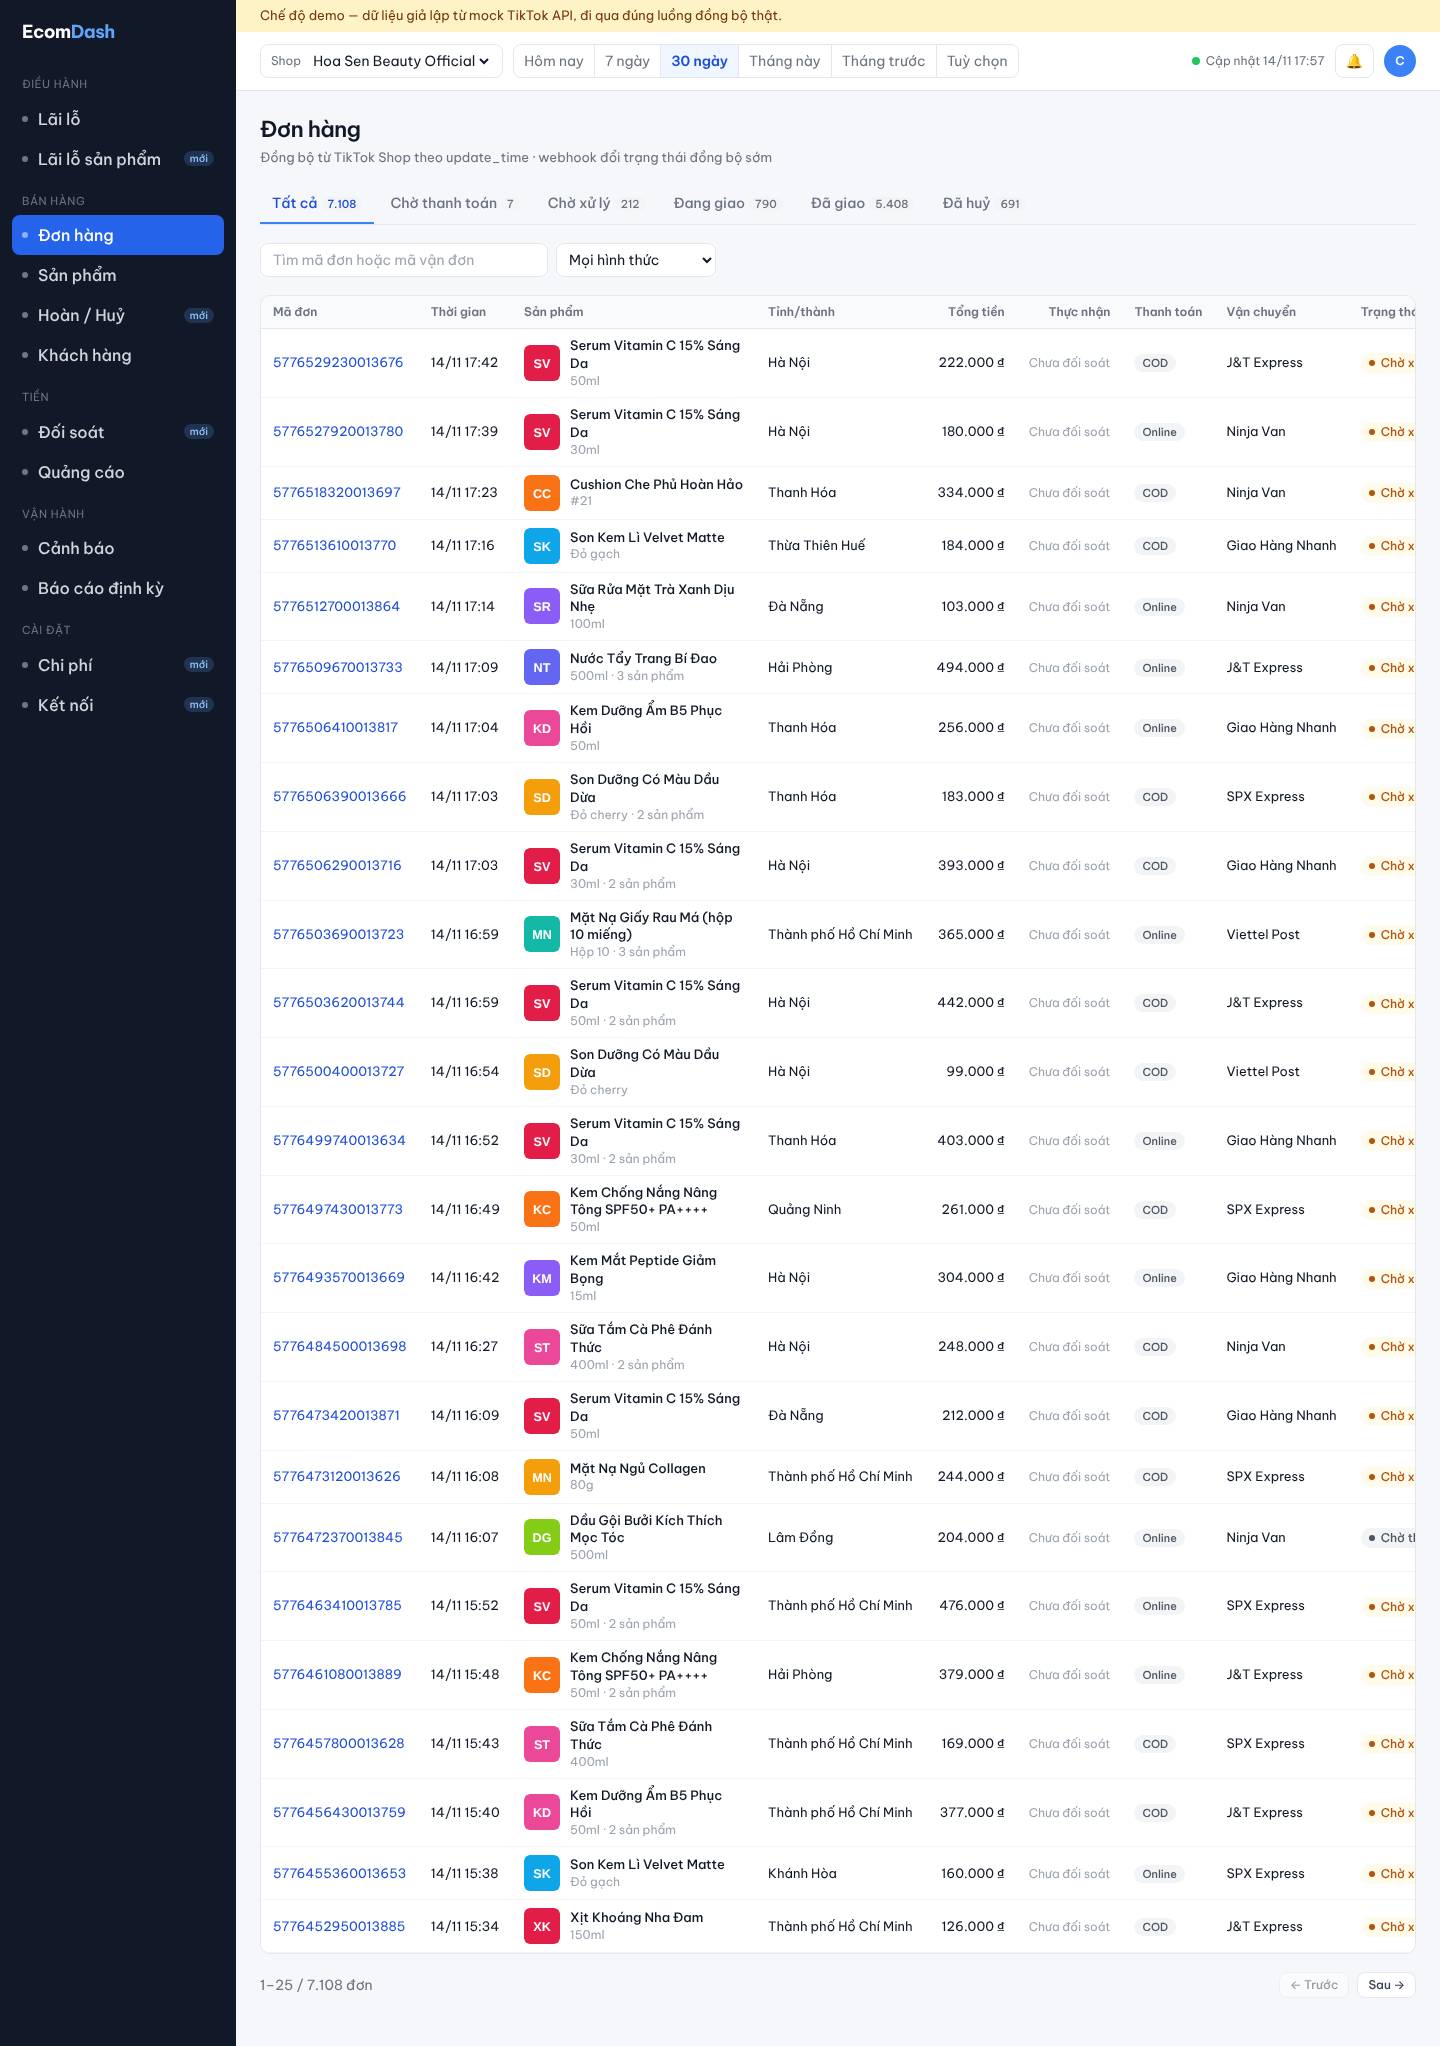 EcomDash
ĐIỀU HÀNH
Lãi lỗ
Lãi lỗ sản phẩm mới
BÁN HÀNG
Đơn hàng
Sản phẩm
Hoàn / Huỷ mới
Khách hàng
TIỀN
Đối soát mới
Quảng cáo
VẬN HÀNH
Cảnh báo
Báo cáo định kỳ
CÀI ĐẶT
Chi phí mới
Kết nối mới
Chế độ demo — dữ liệu giả lập từ mock TikTok API, đi qua đúng luồng đồng bộ thật.
Shop Hoa Sen Beauty Official Hôm nay 7 ngày 30 ngày Tháng này Tháng trước Tuỳ chọn Cập nhật 14/11 17:57 C
Đơn hàng
Đồng bộ từ TikTok Shop theo update_time · webhook đổi trạng thái đồng bộ sớm
Tất cả 7.108 Chờ thanh toán 7 Chờ xử lý 212 Đang giao 790 Đã giao 5.408 Đã huỷ 691
Tìm mã đơn hoặc mã vận đơn Mọi hình thức
Mã đơn Thời gian Sản phẩm Tỉnh/thành Tổng tiền Thực nhận Thanh toán Vận chuyển Trạng thá
5776529230013676 14/11 17:42 SV Serum Vitamin C 15% Sáng Da 50ml Hà Nội 222.000 ₫ Chưa đối soát COD J&T Express Chờ x
5776527920013780 14/11 17:39 SV Serum Vitamin C 15% Sáng Da 30ml Hà Nội 180.000 ₫ Chưa đối soát Online Ninja Van Chờ x
5776518320013697 14/11 17:23 CC Cushion Che Phủ Hoàn Hảo #21 Thanh Hóa 334.000 ₫ Chưa đối soát COD Ninja Van Chờ x
5776513610013770 14/11 17:16 SK Son Kem Lì Velvet Matte Đỏ gạch Thừa Thiên Huế 184.000 ₫ Chưa đối soát COD Giao Hàng Nhanh Chờ x
5776512700013864 14/11 17:14 SR Sữa Rửa Mặt Trà Xanh Dịu Nhẹ 100ml Đà Nẵng 103.000 ₫ Chưa đối soát Online Ninja Van Chờ x
5776509670013733 14/11 17:09 NT Nước Tẩy Trang Bí Đao 500ml · 3 sản phẩm Hải Phòng 494.000 ₫ Chưa đối soát Online J&T Express Chờ x
5776506410013817 14/11 17:04 KD Kem Dưỡng Ẩm B5 Phục Hồi 50ml Thanh Hóa 256.000 ₫ Chưa đối soát Online Giao Hàng Nhanh Chờ x
5776506390013666 14/11 17:03 SD Son Dưỡng Có Màu Dầu Dừa Đỏ cherry · 2 sản phẩm Thanh Hóa 183.000 ₫ Chưa đối soát COD SPX Express Chờ x
5776506290013716 14/11 17:03 SV Serum Vitamin C 15% Sáng Da 30ml · 2 sản phẩm Hà Nội 393.000 ₫ Chưa đối soát COD Giao Hàng Nhanh Chờ x
5776503690013723 14/11 16:59 MN Mặt Nạ Giấy Rau Má (hộp 10 miếng) Hộp 10 · 3 sản phẩm Thành phố Hồ Chí Minh 365.000 ₫ Chưa đối soát Online Viettel Post Chờ x
5776503620013744 14/11 16:59 SV Serum Vitamin C 15% Sáng Da 50ml · 2 sản phẩm Hà Nội 442.000 ₫ Chưa đối soát COD J&T Express Chờ x
5776500400013727 14/11 16:54 SD Son Dưỡng Có Màu Dầu Dừa Đỏ cherry Hà Nội 99.000 ₫ Chưa đối soát COD Viettel Post Chờ x
5776499740013634 14/11 16:52 SV Serum Vitamin C 15% Sáng Da 30ml · 2 sản phẩm Thanh Hóa 403.000 ₫ Chưa đối soát Online Giao Hàng Nhanh Chờ x
5776497430013773 14/11 16:49 KC Kem Chống Nắng Nâng Tông SPF50+ PA++++ 50ml Quảng Ninh 261.000 ₫ Chưa đối soát COD SPX Express Chờ x
5776493570013669 14/11 16:42 KM Kem Mắt Peptide Giảm Bọng 15ml Hà Nội 304.000 ₫ Chưa đối soát Online Giao Hàng Nhanh Chờ x
5776484500013698 14/11 16:27 ST Sữa Tắm Cà Phê Đánh Thức 400ml · 2 sản phẩm Hà Nội 248.000 ₫ Chưa đối soát COD Ninja Van Chờ x
5776473420013871 14/11 16:09 SV Serum Vitamin C 15% Sáng Da 50ml Đà Nẵng 212.000 ₫ Chưa đối soát COD Giao Hàng Nhanh Chờ x
5776473120013626 14/11 16:08 MN Mặt Nạ Ngủ Collagen 80g Thành phố Hồ Chí Minh 244.000 ₫ Chưa đối soát COD SPX Express Chờ x
5776472370013845 14/11 16:07 DG Dầu Gội Bưởi Kích Thích Mọc Tóc 500ml Lâm Đồng 204.000 ₫ Chưa đối soát Online Ninja Van Chờ th
5776463410013785 14/11 15:52 SV Serum Vitamin C 15% Sáng Da 50ml · 2 sản phẩm Thành phố Hồ Chí Minh 476.000 ₫ Chưa đối soát Online SPX Express Chờ x
5776461080013889 14/11 15:48 KC Kem Chống Nắng Nâng Tông SPF50+ PA++++ 50ml · 2 sản phẩm Hải Phòng 379.000 ₫ Chưa đối soát Online J&T Express Chờ x
5776457800013628 14/11 15:43 ST Sữa Tắm Cà Phê Đánh Thức 400ml Thành phố Hồ Chí Minh 169.000 ₫ Chưa đối soát COD SPX Express Chờ x
5776456430013759 14/11 15:40 KD Kem Dưỡng Ẩm B5 Phục Hồi 50ml · 2 sản phẩm Thành phố Hồ Chí Minh 377.000 ₫ Chưa đối soát COD J&T Express Chờ x
5776455360013653 14/11 15:38 SK Son Kem Lì Velvet Matte Đỏ gạch Khánh Hòa 160.000 ₫ Chưa đối soát Online SPX Express Chờ x
5776452950013885 14/11 15:34 XK Xịt Khoáng Nha Đam 150ml Thành phố Hồ Chí Minh 126.000 ₫ Chưa đối soát COD J&T Express Chờ x
1–25 / 7.108 đơn ← Trước Sau →